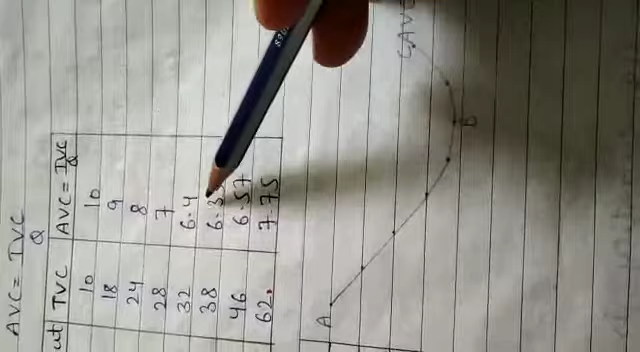 AVC = TVC
Q
ut TVC AVC = TVC
Q
10 10
18 9
24 8
28 7
32 6.4
38 6.3
46 6.57
62 7.75
A
B
C AVC